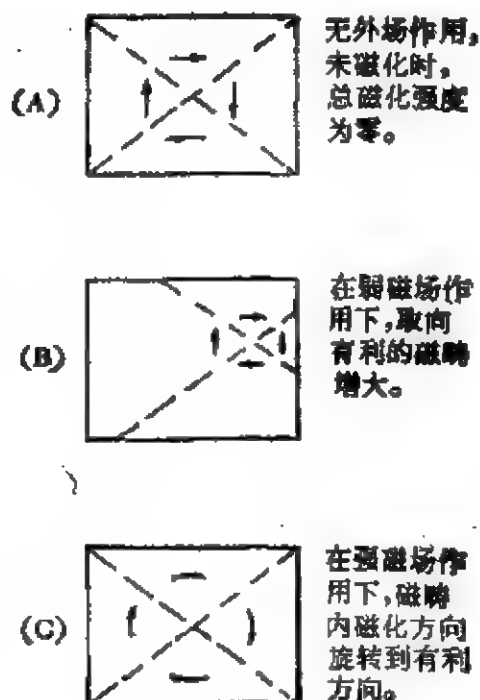 (A)
无外场作用,
未磁化时,
总磁化强度
为零。
(B)
在弱磁场作
用下,取向
有利的磁畴
增大。
(C)
在强磁场作
用下,磁畴
内磁化方向
旋转到有利
方向。